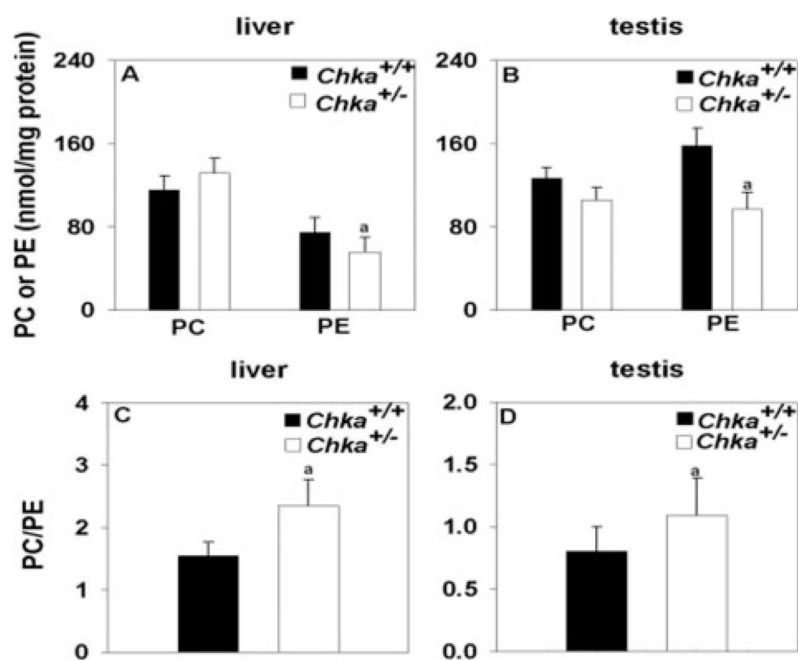 liver
testis
PC or PE (nmol/mg protein)
240
160
80
0
A
Chka+/+
Chka+/-
a
PC
PE
240
160
80
0
B
Chka+/+
Chka+/-
a
PC
PE
liver
testis
PC/PE
4
3
2
1
0
C
Chka+/+
Chka+/-
a
2.0
1.5
1.0
0.5
0.0
D
Chka+/+
Chka+/-
a